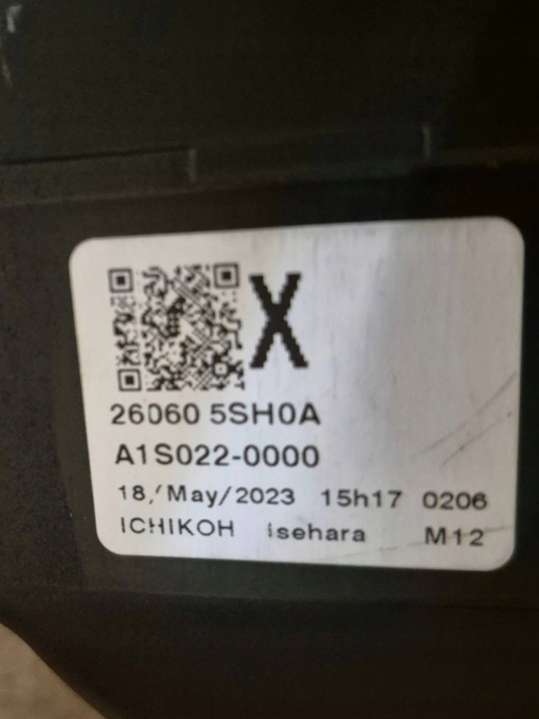 X
26060 5SH0A
A1S022-0000
18/May/2023 15h17 0206
ICHIKOH isehara M12